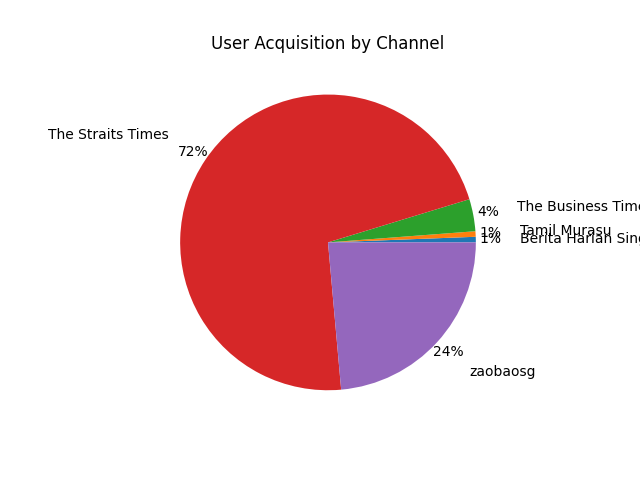 User Acquisition by Channel
The Straits Times
72%
4%
The Business Time
1%
Tamil Murasu
1%
Berita Harian Sing
24%
zaobaosg